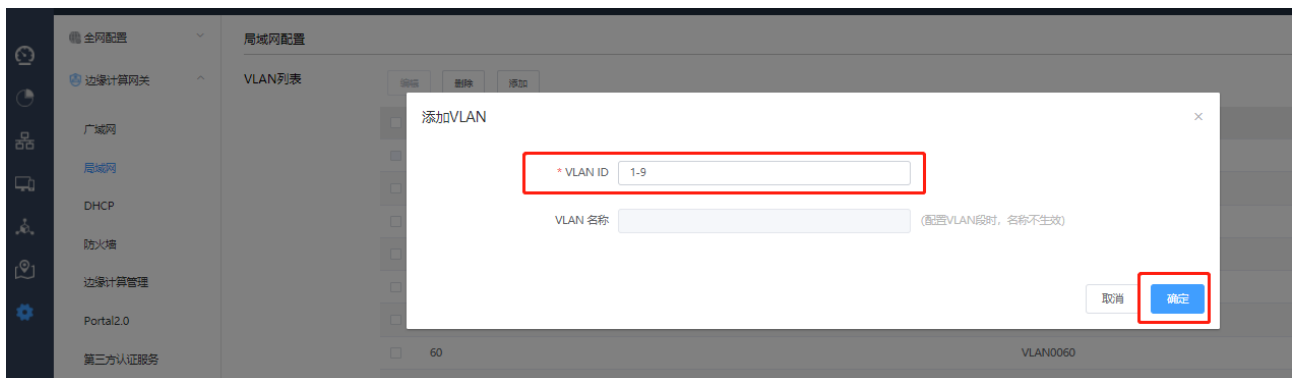 全网配置
局域网配置
边缘计算网关
VLAN列表
编辑
删除
添加
添加VLAN
广域网
* VLAN ID
1-9
局域网
DHCP
VLAN 名称
(配置VLAN段时，名称不生效)
防火墙
边缘计算管理
取消
确定
Portal2.0
第三方认证服务
60
VLAN0060